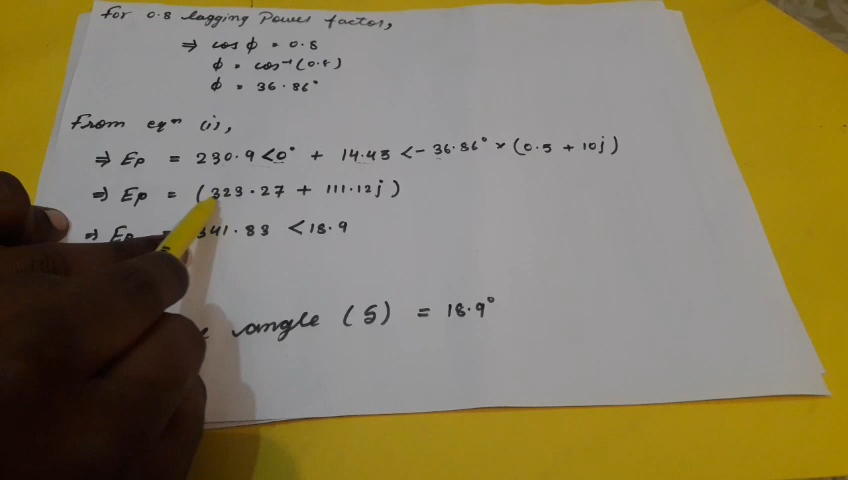 for 0.8 lagging Power factor,
⇒ cos ϕ = 0.8
ϕ = cos⁻¹(0.8)
ϕ = 36.86°
From eqⁿ (i),
⇒ Ep = 230.9 <0° + 14.43 <- 36.86° × (0.5 + 10j)
⇒ Ep = (323.27 + 111.12j)
⇒ Ep = 341.83 <18.9
angle (δ) = 18.9°